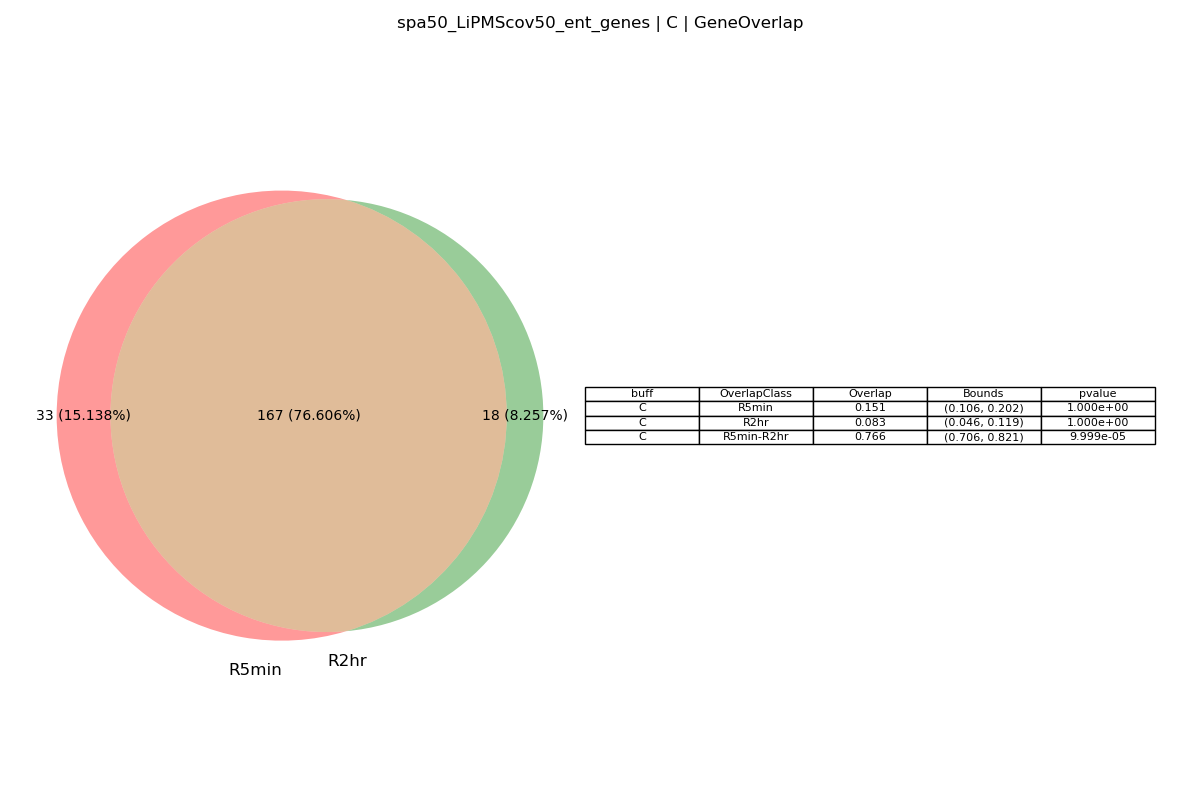 spa50_LiPMScov50_ent_genes | C | GeneOverlap
33 (15.138%)
167 (76.606%)
18 (8.257%)
R5min
R2hr
buff OverlapClass Overlap Bounds pvalue
C R5min 0.151 (0.106, 0.202) 1.000e+00
C R2hr 0.083 (0.046, 0.119) 1.000e+00
C R5min-R2hr 0.766 (0.706, 0.821) 9.999e-05